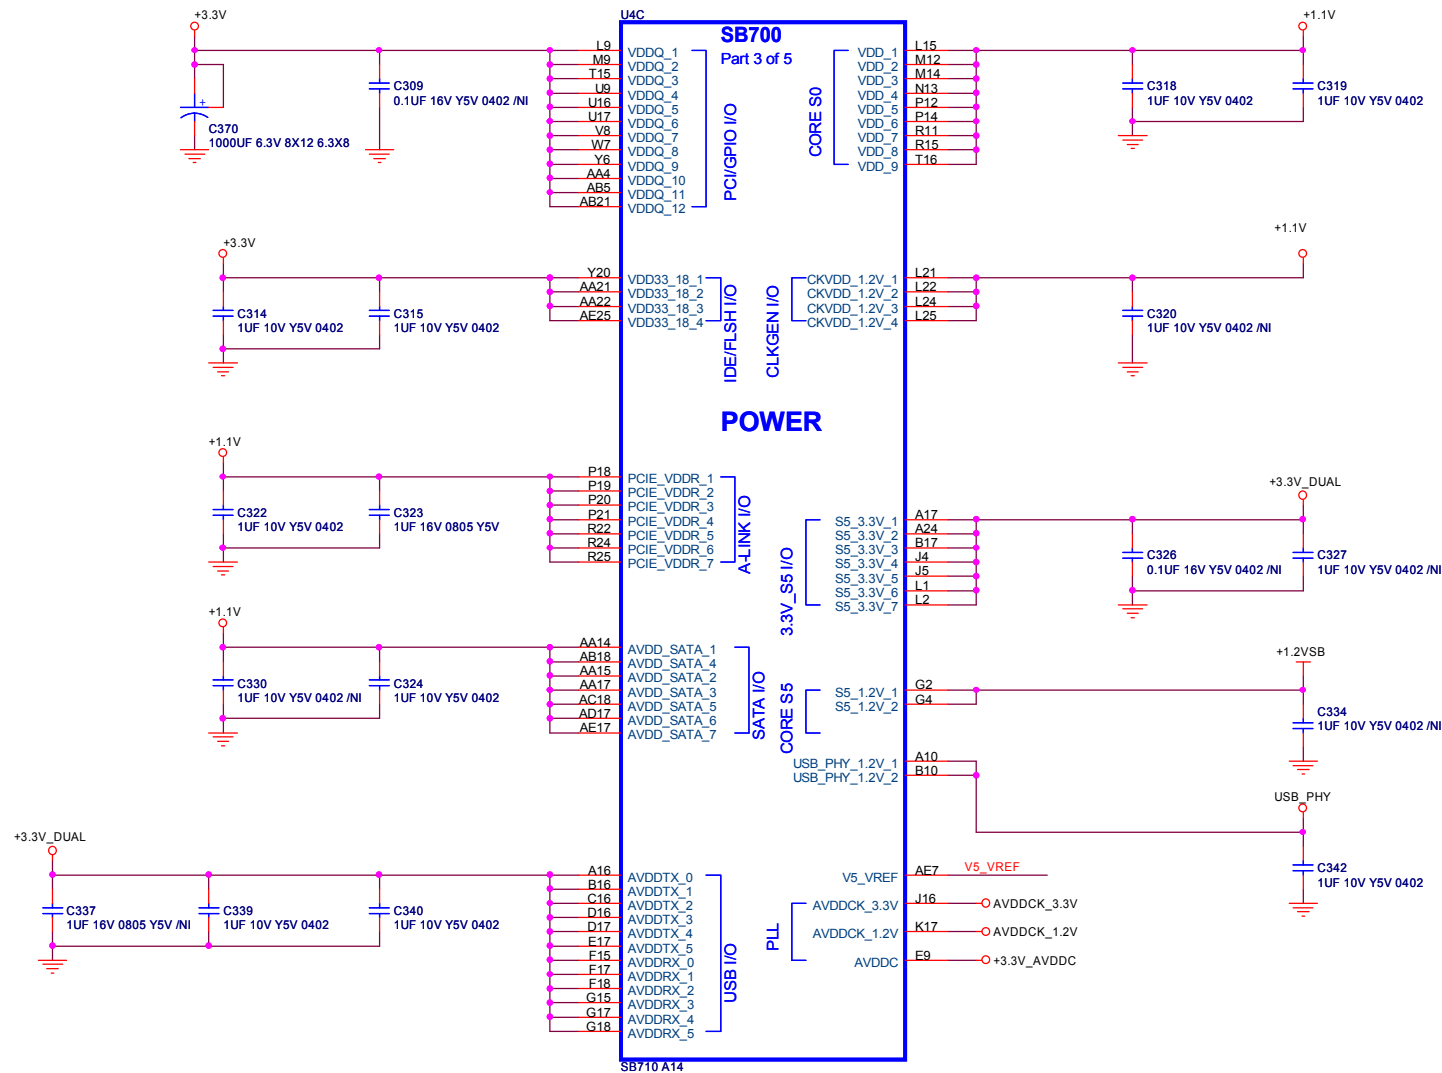 U4C
SB700
Part 3 of 5
+3.3V
C370
1000UF 6.3V 8X12 6.3X8
C309
0.1UF 16V Y5V 0402 /NI
L9 VDDQ_1
M9 VDDQ_2
T15 VDDQ_3
U9 VDDQ_4
U16 VDDQ_5
U17 VDDQ_6
V8 VDDQ_7
W7 VDDQ_8
Y6 VDDQ_9
AA4 VDDQ_10
AB5 VDDQ_11
AB21 VDDQ_12
PCI/GPIO I/O
CORE S0
VDD_1 L15
VDD_2 M12
VDD_3 M14
VDD_4 N13
VDD_5 P12
VDD_6 P14
VDD_7 R11
VDD_8 R15
VDD_9 T16
+1.1V
C318
1UF 10V Y5V 0402
C319
1UF 10V Y5V 0402
+3.3V
C314
1UF 10V Y5V 0402
C315
1UF 10V Y5V 0402
Y20 VDD33_18_1
AA21 VDD33_18_2
AA22 VDD33_18_3
AE25 VDD33_18_4
IDE/FLSH I/O
CLKGEN I/O
CKVDD_1.2V_1 L21
CKVDD_1.2V_2 L22
CKVDD_1.2V_3 L24
CKVDD_1.2V_4 L25
+1.1V
C320
1UF 10V Y5V 0402 /NI
POWER
+1.1V
C322
1UF 10V Y5V 0402
C323
1UF 16V 0805 Y5V
P18 PCIE_VDDR_1
P19 PCIE_VDDR_2
P20 PCIE_VDDR_3
P21 PCIE_VDDR_4
R22 PCIE_VDDR_5
R24 PCIE_VDDR_6
R25 PCIE_VDDR_7
A-LINK I/O
3.3V_S5 I/O
S5_3.3V_1 A17
S5_3.3V_2 A24
S5_3.3V_3 B17
S5_3.3V_4 J4
S5_3.3V_5 J5
S5_3.3V_6 L1
S5_3.3V_7 L2
+3.3V_DUAL
C326
0.1UF 16V Y5V 0402 /NI
C327
1UF 10V Y5V 0402 /NI
+1.1V
C330
1UF 10V Y5V 0402 /NI
C324
1UF 10V Y5V 0402
AA14 AVDD_SATA_1
AB18 AVDD_SATA_4
AA15 AVDD_SATA_2
AA17 AVDD_SATA_3
AC18 AVDD_SATA_5
AD17 AVDD_SATA_6
AE17 AVDD_SATA_7
SATA I/O
CORE S5
S5_1.2V_1 G2
S5_1.2V_2 G4
+1.2VSB
C334
1UF 10V Y5V 0402 /NI
USB_PHY_1.2V_1 A10
USB_PHY_1.2V_2 B10
USB_PHY
C342
1UF 10V Y5V 0402
+3.3V_DUAL
C337
1UF 16V 0805 Y5V /NI
C339
1UF 10V Y5V 0402
C340
1UF 10V Y5V 0402
A16 AVDDTX_0
B16 AVDDTX_1
C16 AVDDTX_2
D16 AVDDTX_3
D17 AVDDTX_4
E17 AVDDTX_5
F15 AVDDRX_0
F17 AVDDRX_1
F18 AVDDRX_2
G15 AVDDRX_3
G17 AVDDRX_4
G18 AVDDRX_5
USB I/O
V5_VREF AE7 V5_VREF
PLL
AVDDCK_3.3V J16 AVDDCK_3.3V
AVDDCK_1.2V K17 AVDDCK_1.2V
AVDDC E9 +3.3V_AVDDC
SB710 A14